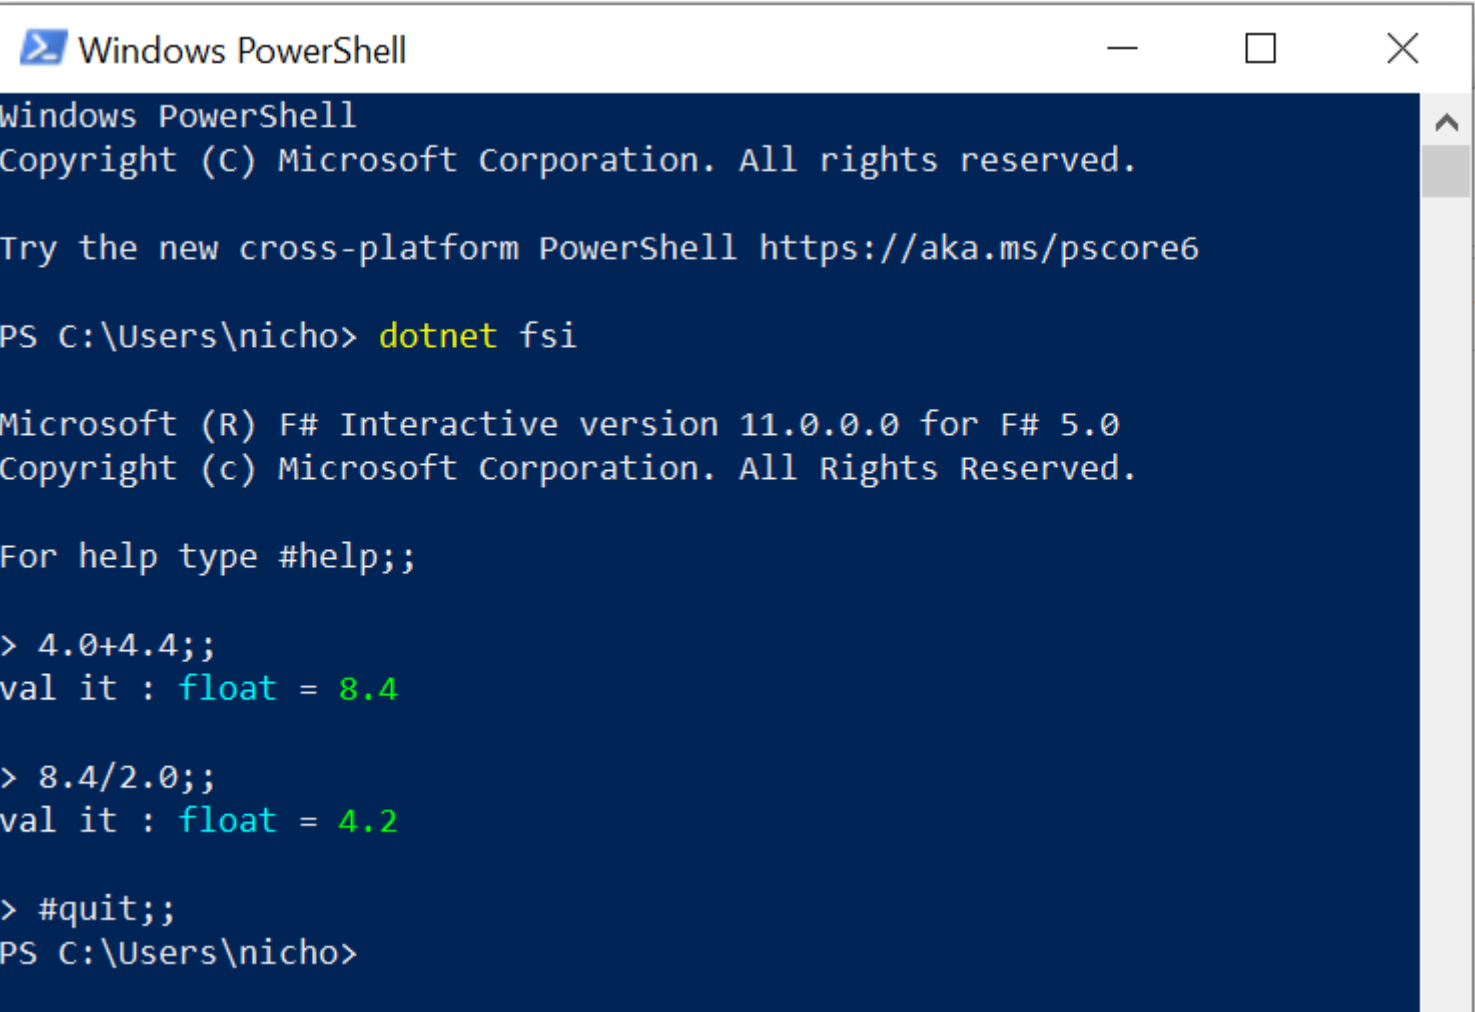 Windows PowerShell
Windows PowerShell
Copyright (C) Microsoft Corporation. All rights reserved.
Try the new cross-platform PowerShell https://aka.ms/pscore6
PS C:\Users\nicho> dotnet fsi
Microsoft (R) F# Interactive version 11.0.0.0 for F# 5.0
Copyright (c) Microsoft Corporation. All Rights Reserved.
For help type #help;;
> 4.0+4.4;;
val it : float = 8.4
> 8.4/2.0;;
val it : float = 4.2
> #quit;;
PS C:\Users\nicho>